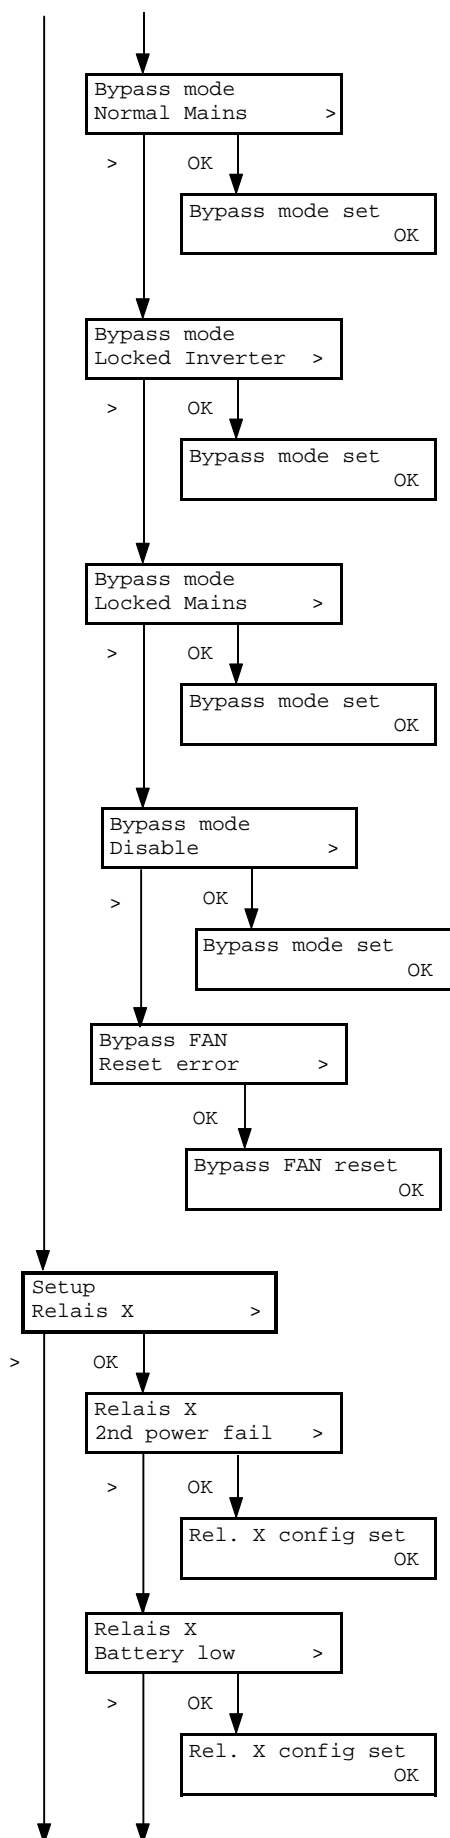 Bypass mode
Normal Mains >
> OK
Bypass mode set
OK
Bypass mode
Locked Inverter >
> OK
Bypass mode set
OK
Bypass mode
Locked Mains >
> OK
Bypass mode set
OK
Bypass mode
Disable >
> OK
Bypass mode set
OK
Bypass FAN
Reset error >
OK
Bypass FAN reset
OK
Setup
Relais X >
> OK
Relais X
2nd power fail >
> OK
Rel. X config set
OK
Relais X
Battery low >
> OK
Rel. X config set
OK